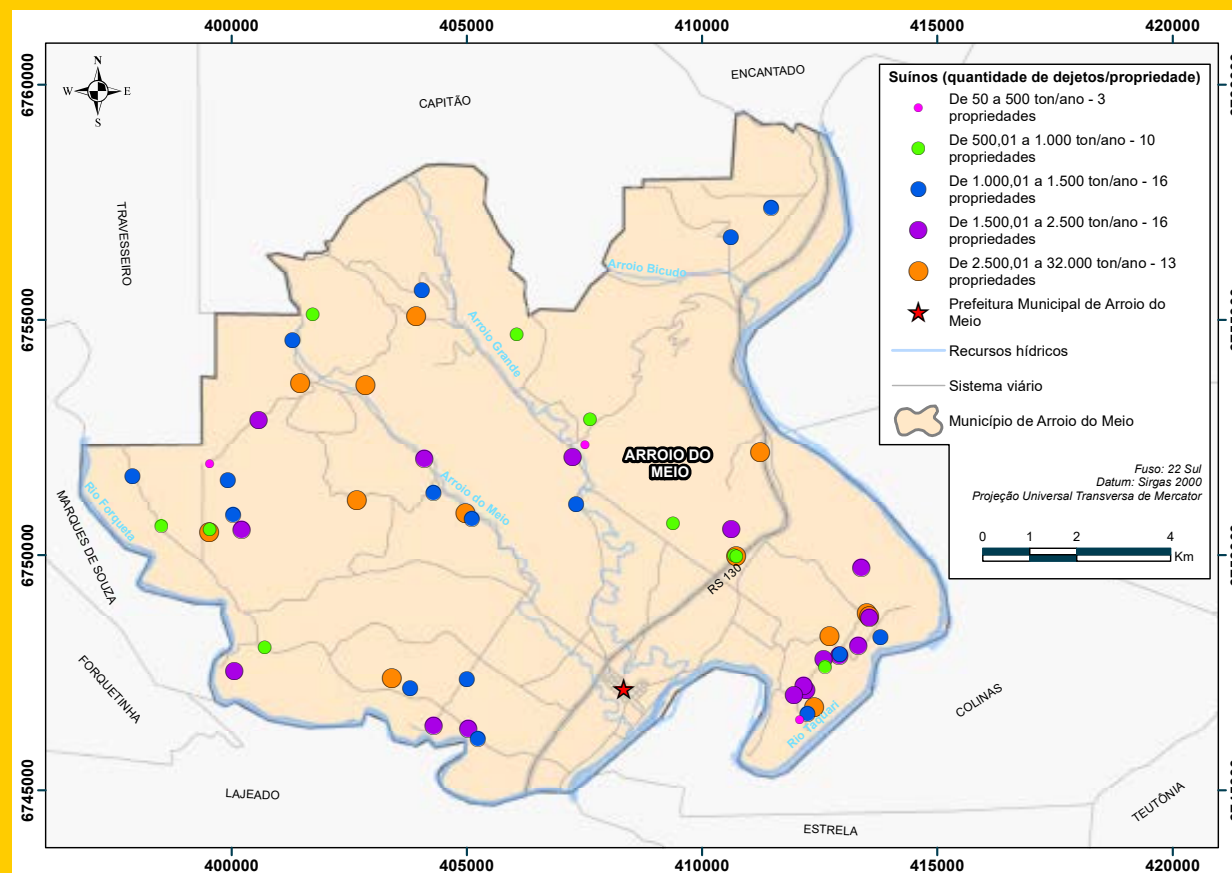 400000
405000
410000
415000
420000
6760000
6755000
6750000
6745000
N
W
E
S
ENCANTADO
CAPITÃO
TRAVESSEIRO
Arroio Bicudo
Arroio Grande
ARROIO DO
MEIO
Arroio do Meio
Rio Forqueta
MARQUES DE SOUZA
RS 130
FORQUETINHA
COLINAS
Rio Taquari
LAJEADO
ESTRELA
TEUTÔNIA
Suínos (quantidade de dejetos/propriedade)
De 50 a 500 ton/ano - 3
propriedades
De 500,01 a 1.000 ton/ano - 10
propriedades
De 1.000,01 a 1.500 ton/ano - 16
propriedades
De 1.500,01 a 2.500 ton/ano - 16
propriedades
De 2.500,01 a 32.000 ton/ano - 13
propriedades
Prefeitura Municipal de Arroio do
Meio
Recursos hídricos
Sistema viário
Município de Arroio do Meio
Fuso: 22 Sul
Datum: Sirgas 2000
Projeção Universal Transversa de Mercator
0 1 2 4
Km
400000
405000
410000
415000
420000